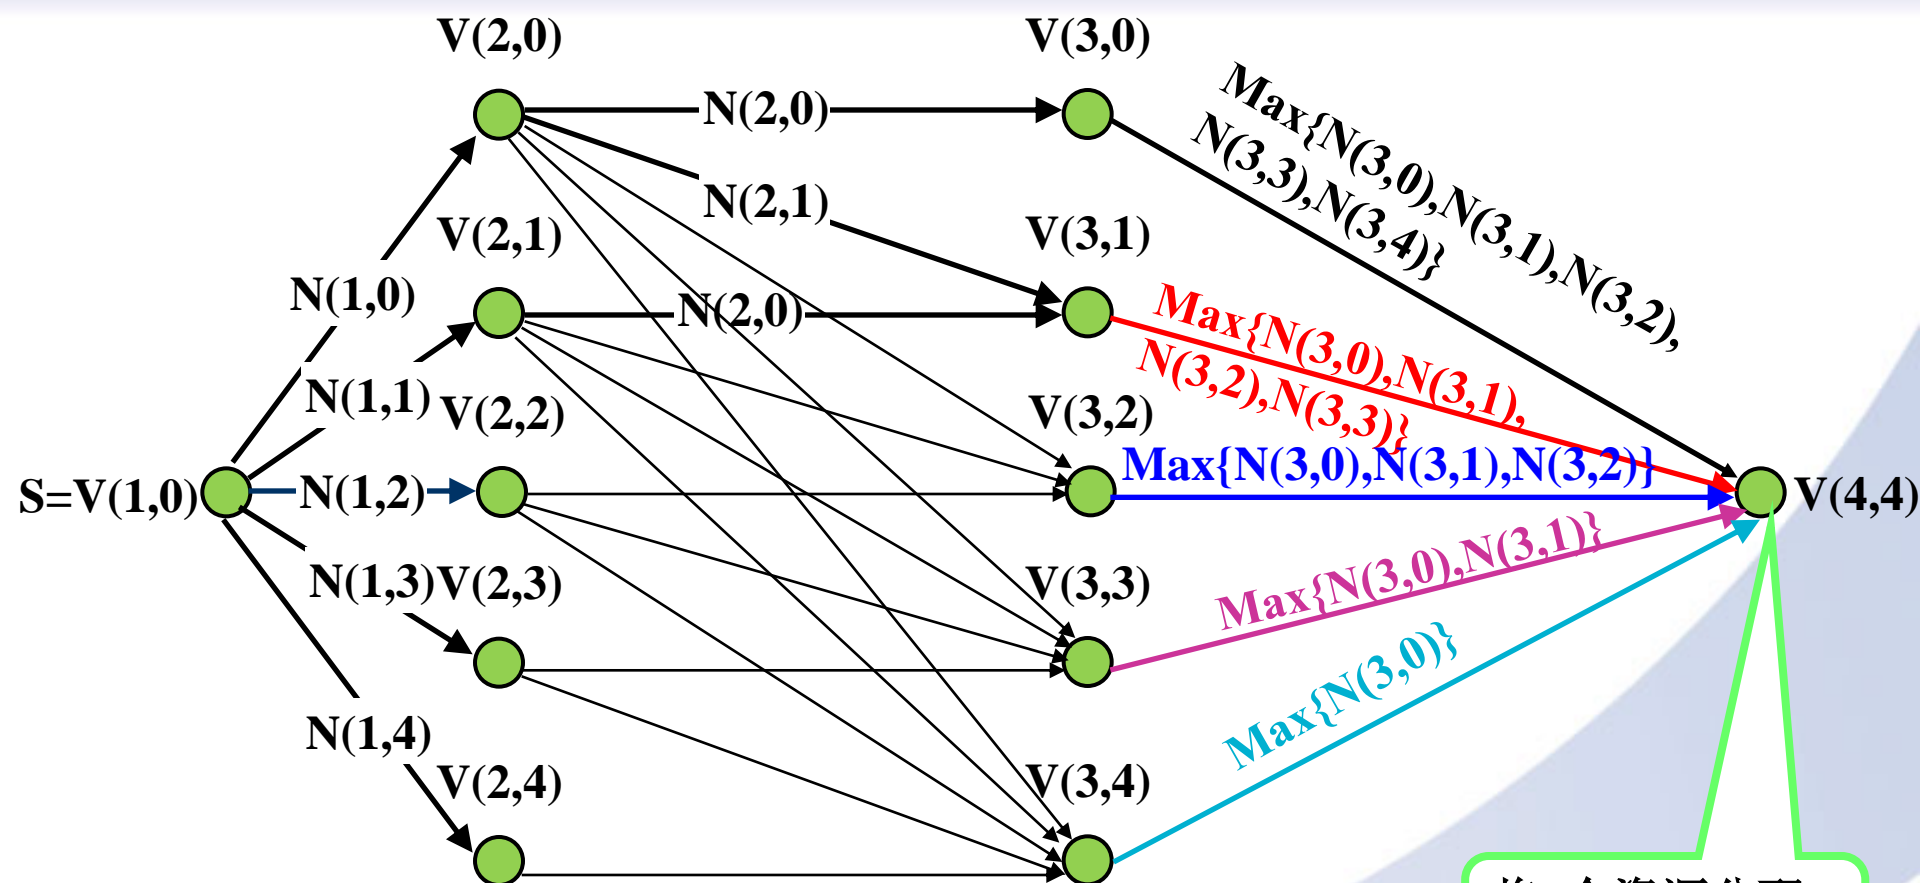 V(2,0)
V(3,0)
N(2,0)
Max{N(3,0),N(3,1),N(3,2),
N(3,3),N(3,4)}
N(2,1)
V(2,1)
V(3,1)
N(1,0)
N(2,0)
Max{N(3,0),N(3,1),
N(3,2),N(3,3)}
N(1,1)
V(2,2)
V(3,2)
Max{N(3,0),N(3,1),N(3,2)}
S=V(1,0)
N(1,2)
V(4,4)
N(1,3)
V(2,3)
V(3,3)
Max{N(3,0),N(3,1)}
Max{N(3,0)}
N(1,4)
V(2,4)
V(3,4)